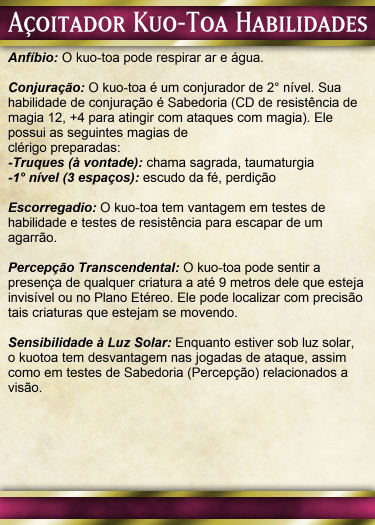 Açoitador Kuo-Toa Habilidades
Anfíbio: O kuo-toa pode respirar ar e água.
Conjuração: O kuo-toa é um conjurador de 2° nível. Sua
habilidade de conjuração é Sabedoria (CD de resistência de
magia 12, +4 para atingir com ataques com magia). Ele
possui as seguintes magias de
clérigo preparadas:
-Truques (à vontade): chama sagrada, taumaturgia
-1° nível (3 espaços): escudo da fé, perdição
Escorregadio: O kuo-toa tem vantagem em testes de
habilidade e testes de resistência para escapar de um
agarrão.
Percepção Transcendental: O kuo-toa pode sentir a
presença de qualquer criatura a até 9 metros dele que esteja
invisível ou no Plano Etéreo. Ele pode localizar com precisão
tais criaturas que estejam se movendo.
Sensibilidade à Luz Solar: Enquanto estiver sob luz solar,
o kuotoa tem desvantagem nas jogadas de ataque, assim
como em testes de Sabedoria (Percepção) relacionados a
visão.